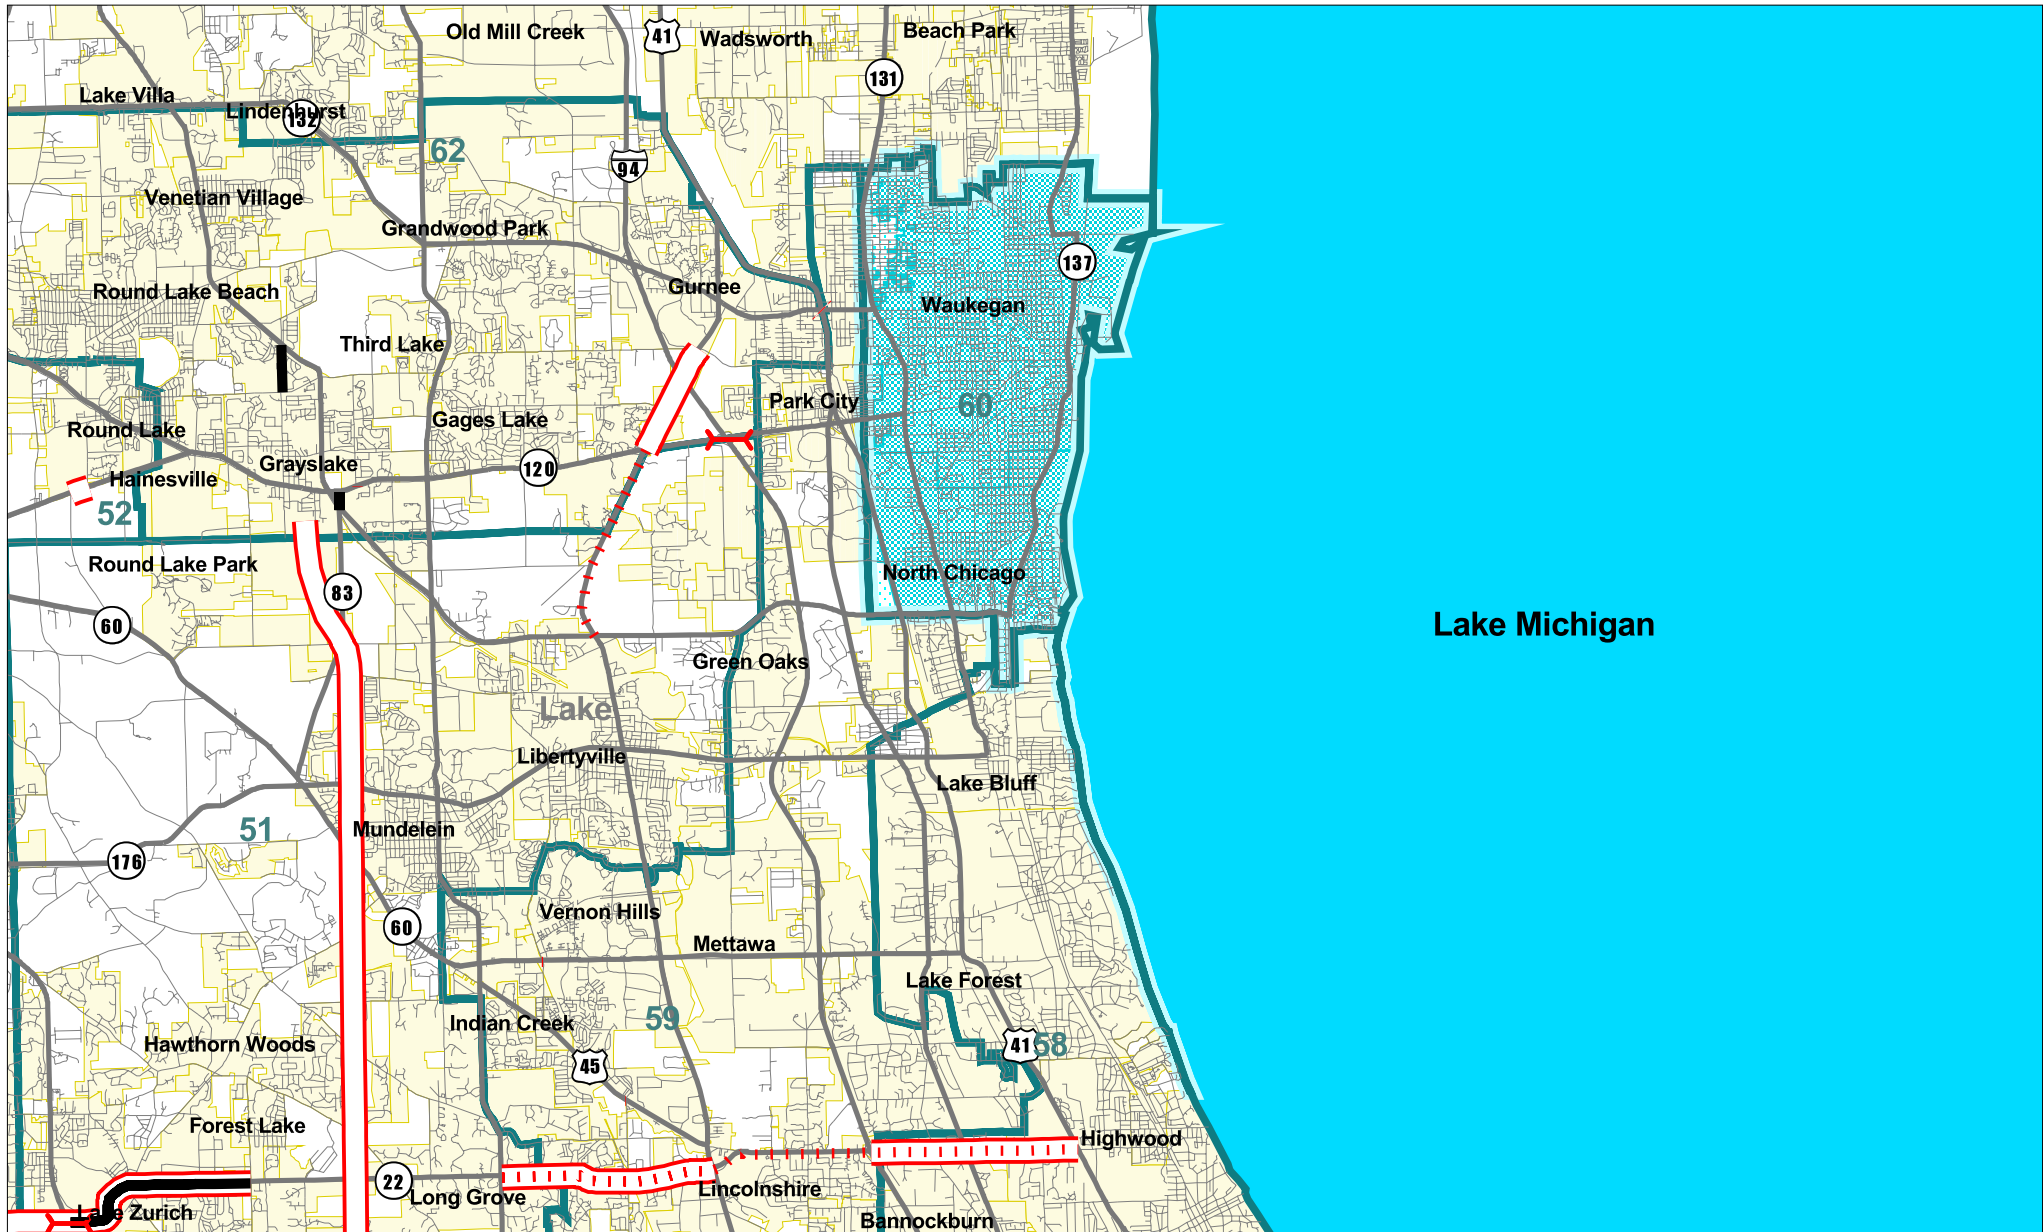 Old Mill Creek
41
Wadsworth
Beach Park
131
Lake Villa
Lindenhurst
132
62
94
Venetian Village
Grandwood Park
137
Gurnee
Round Lake Beach
Waukegan
Third Lake
Park City
60
Gages Lake
Round Lake
Grayslake
120
Hainesville
52
Round Lake Park
North Chicago
83
60
Lake Michigan
Green Oaks
Lake
Libertyville
Lake Bluff
51
Mundelein
176
Vernon Hills
60
Mettawa
Lake Forest
59
Indian Creek
Hawthorn Woods
41
58
45
Forest Lake
Highwood
22
Long Grove
Lincolnshire
Lake Zurich
Bannockburn